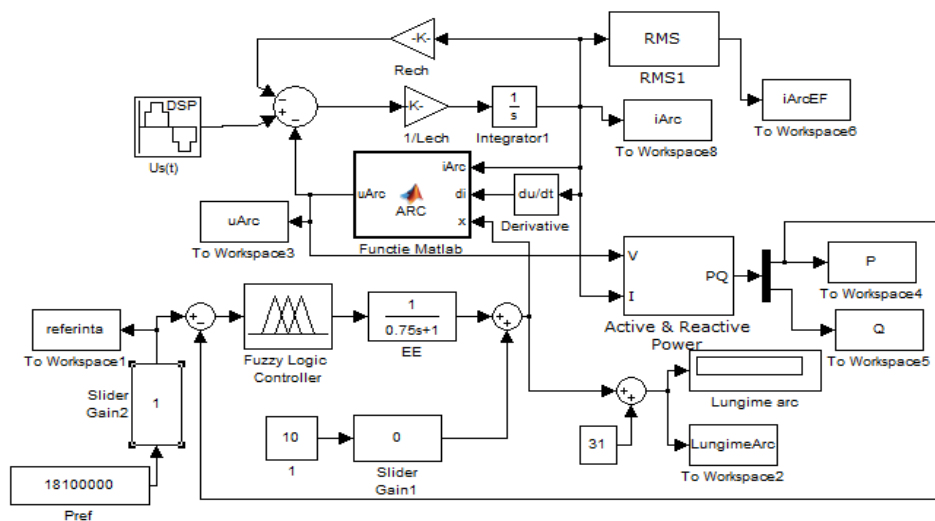 -K-
Rech
RMS
RMS1
iArcEF
To Workspace6
DSP
Us(t)
-K-
1/Lech
1
s
Integrator1
iArc
To Workspace8
uArc
ARC
iArc
di
x
Functie Matlab
du/dt
Derivative
uArc
To Workspace3
V
I
PQ
Active & Reactive
Power
P
To Workspace4
Q
To Workspace5
referinta
To Workspace1
Fuzzy Logic
Controller
1
0.75s+1
EE
Slider
Gain2
1
10
1
0
Slider
Gain1
31
Lungime arc
LungimeArc
To Workspace2
18100000
Pref